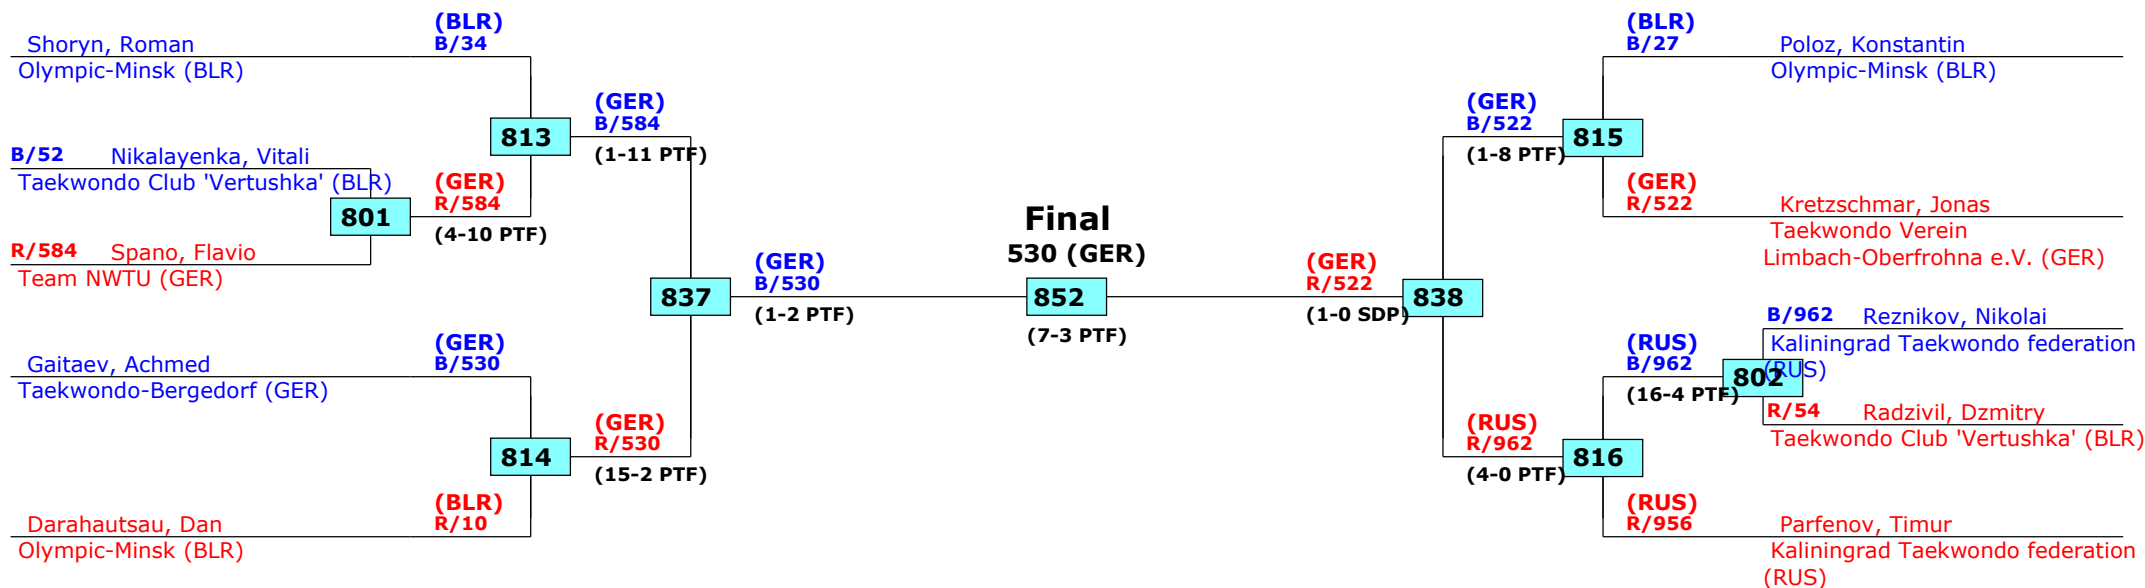 (BLR)
Shoryn, Roman B/34
Olympic-Minsk (BLR)
(GER)
B/584
813
(1-11 PTF)
B/52 Nikalayenka, Vitali
Taekwondo Club 'Vertushka' (BLR)
(GER)
R/584
801
(4-10 PTF)
R/584 Spano, Flavio
Team NWTU (GER)
(GER)
B/530
837
(1-2 PTF)
(GER)
Gaitaev, Achmed B/530
Taekwondo-Bergedorf (GER)
(GER)
R/530
814
(15-2 PTF)
(BLR)
Darahautsau, Dan R/10
Olympic-Minsk (BLR)
Final
530 (GER)
852
(7-3 PTF)
(BLR)
B/27 Poloz, Konstantin
Olympic-Minsk (BLR)
(GER)
B/522
815
(1-8 PTF)
(GER)
R/522 Kretzschmar, Jonas
Taekwondo Verein
Limbach-Oberfrohna e.V. (GER)
(GER)
R/522
838
(1-0 SDP)
B/962 Reznikov, Nikolai
Kaliningrad Taekwondo federation
(RUS)
(RUS)
B/962
802
(16-4 PTF)
R/54 Radzivil, Dzmitry
Taekwondo Club 'Vertushka' (BLR)
(RUS)
R/962
816
(4-0 PTF)
(RUS)
R/956 Parfenov, Timur
Kaliningrad Taekwondo federation
(RUS)